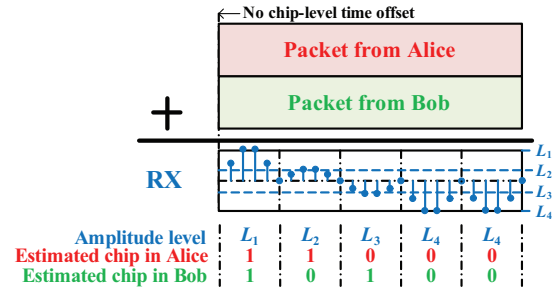 No chip-level time offset
Packet from Alice
Packet from Bob
+
RX
L1
L2
L3
L4
Amplitude level L1 L2 L3 L4 L4
Estimated chip in Alice 1 1 0 0 0
Estimated chip in Bob 1 0 1 0 0